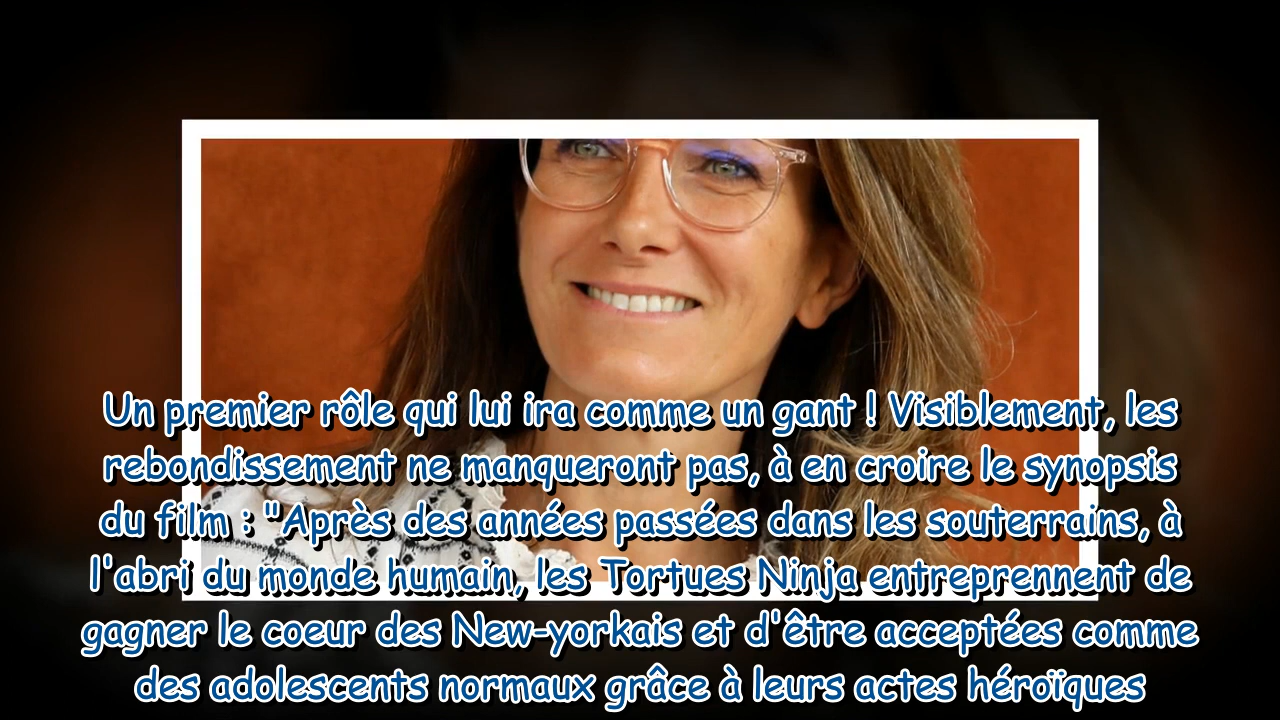 Un premier rôle qui lui ira comme un gant ! Visiblement, les
rebondissement ne manqueront pas, à en croire le synopsis
du film : "Après des années passées dans les souterrains, à
l'abri du monde humain, les Tortues Ninja entreprennent de
gagner le coeur des New-yorkais et d'être acceptées comme
des adolescents normaux grâce à leurs actes héroïques